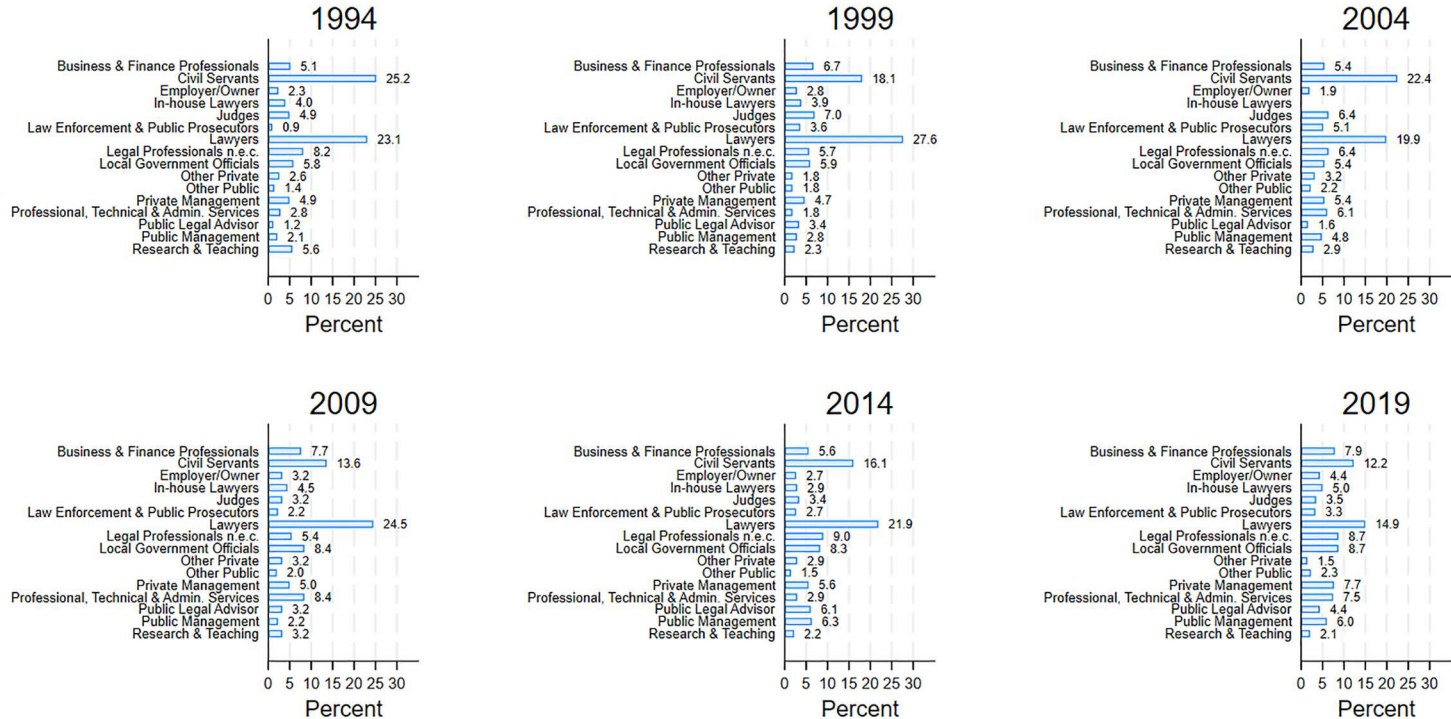 1994
Business & Finance Professionals 5.1
Civil Servants 25.2
Employer/Owner 2.3
In-house Lawyers 4.0
Judges 4.9
Law Enforcement & Public Prosecutors 0.9
Lawyers 23.1
Legal Professionals n.e.c. 8.2
Local Government Officials 5.8
Other Private 2.6
Other Public 1.4
Private Management 4.9
Professional, Technical & Admin. Services 2.8
Public Legal Advisor 1.2
Public Management 2.1
Research & Teaching 5.6
0 5 10 15 20 25 30
Percent
1999
Business & Finance Professionals 6.7
Civil Servants 18.1
Employer/Owner 2.8
In-house Lawyers 3.9
Judges 7.0
Law Enforcement & Public Prosecutors 3.6
Lawyers 27.6
Legal Professionals n.e.c. 5.7
Local Government Officials 5.9
Other Private 1.8
Other Public 1.8
Private Management 4.7
Professional, Technical & Admin. Services 1.8
Public Legal Advisor 3.4
Public Management 2.8
Research & Teaching 2.3
0 5 10 15 20 25 30
Percent
2004
Business & Finance Professionals 5.4
Civil Servants 22.4
Employer/Owner 1.9
In-house Lawyers
Judges 6.4
Law Enforcement & Public Prosecutors 5.1
Lawyers 19.9
Legal Professionals n.e.c. 6.4
Local Government Officials 5.4
Other Private 3.2
Other Public 2.2
Private Management 5.4
Professional, Technical & Admin. Services 6.1
Public Legal Advisor 1.6
Public Management 4.8
Research & Teaching 2.9
0 5 10 15 20 25 30
Percent
2009
Business & Finance Professionals 7.7
Civil Servants 13.6
Employer/Owner 3.2
In-house Lawyers 4.5
Judges 3.2
Law Enforcement & Public Prosecutors 2.2
Lawyers 24.5
Legal Professionals n.e.c. 5.4
Local Government Officials 8.4
Other Private 3.2
Other Public 2.0
Private Management 5.0
Professional, Technical & Admin. Services 8.4
Public Legal Advisor 3.2
Public Management 2.2
Research & Teaching 3.2
0 5 10 15 20 25 30
Percent
2014
Business & Finance Professionals 5.6
Civil Servants 16.1
Employer/Owner 2.7
In-house Lawyers 2.9
Judges 3.4
Law Enforcement & Public Prosecutors 2.7
Lawyers 21.9
Legal Professionals n.e.c. 9.0
Local Government Officials 8.3
Other Private 2.9
Other Public 1.5
Private Management 5.6
Professional, Technical & Admin. Services 2.9
Public Legal Advisor 6.1
Public Management 6.3
Research & Teaching 2.2
0 5 10 15 20 25 30
Percent
2019
Business & Finance Professionals 7.9
Civil Servants 12.2
Employer/Owner 4.4
In-house Lawyers 5.0
Judges 3.5
Law Enforcement & Public Prosecutors 3.3
Lawyers 14.9
Legal Professionals n.e.c. 8.7
Local Government Officials 8.7
Other Private 1.5
Other Public 2.3
Private Management 7.7
Professional, Technical & Admin. Services 7.5
Public Legal Advisor 4.4
Public Management 6.0
Research & Teaching 2.1
0 5 10 15 20 25 30
Percent